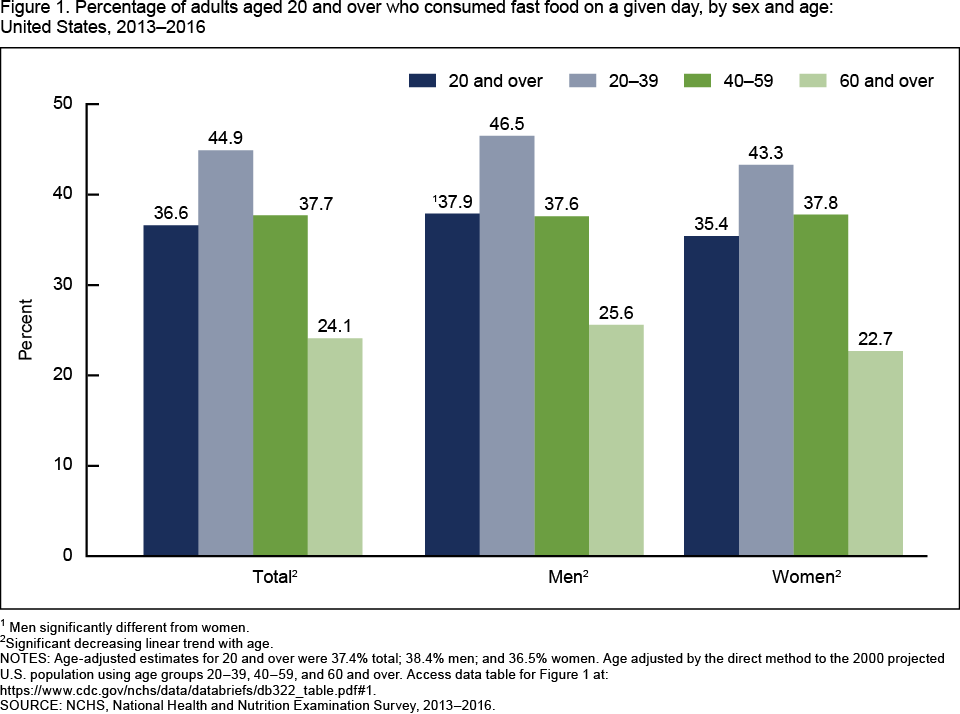 Figure 1. Percentage of adults aged 20 and over who consumed fast food on a given day, by sex and age:
United States, 2013–2016
20 and over 20–39 40–59 60 and over
50
40
30
20
10
0
Percent
36.6 44.9 37.7 24.1
¹37.9 46.5 37.6 25.6
35.4 43.3 37.8 22.7
Total² Men² Women²
¹ Men significantly different from women.
²Significant decreasing linear trend with age.
NOTES: Age-adjusted estimates for 20 and over were 37.4% total; 38.4% men; and 36.5% women. Age adjusted by the direct method to the 2000 projected
U.S. population using age groups 20–39, 40–59, and 60 and over. Access data table for Figure 1 at:
https://www.cdc.gov/nchs/data/databriefs/db322_table.pdf#1.
SOURCE: NCHS, National Health and Nutrition Examination Survey, 2013–2016.